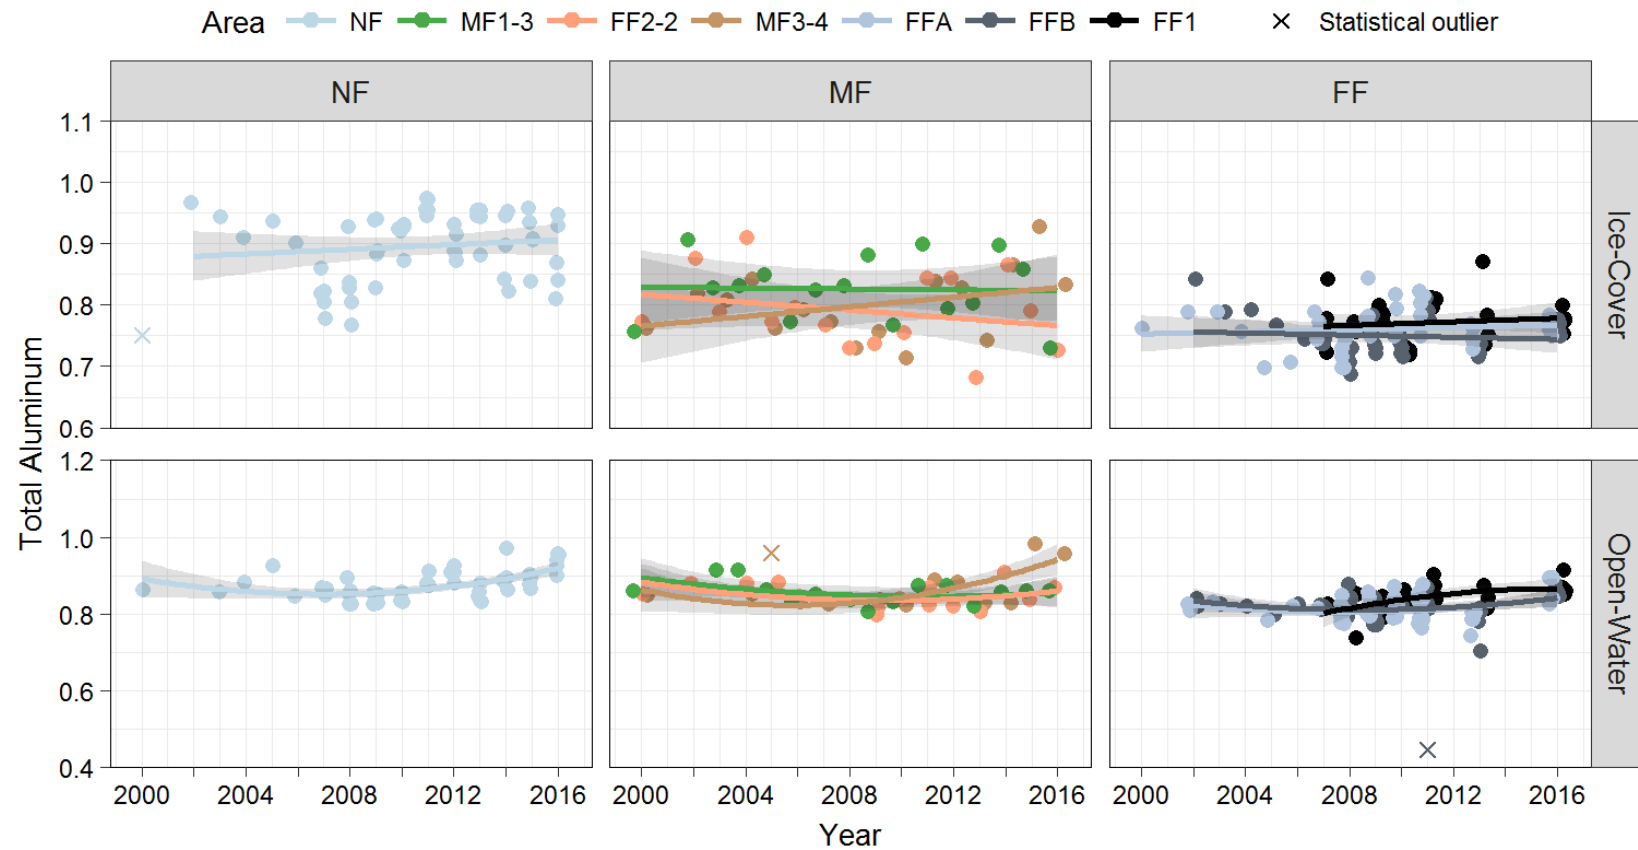 Area NF MF1-3 FF2-2 MF3-4 FFA FFB FF1 Statistical outlier
NF MF FF
1.1
1.0
0.9
0.8
0.7
0.6
Ice-Cover
Total Aluminum
1.2
1.0
0.8
0.6
0.4
Open-Water
2000 2004 2008 2012 2016 2000 2004 2008 2012 2016 2000 2004 2008 2012 2016
Year